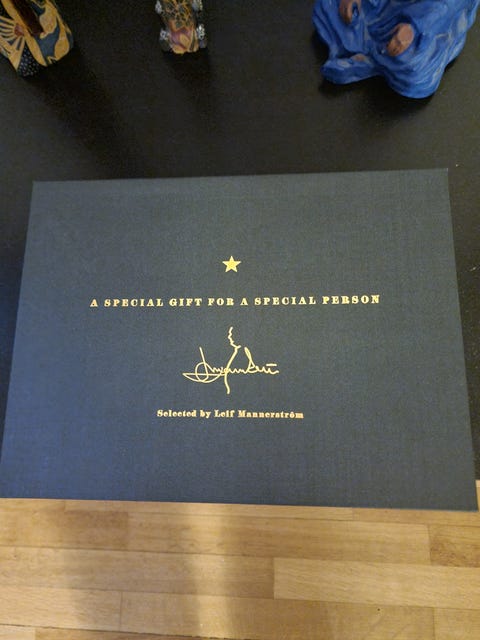 A SPECIAL GIFT FOR A SPECIAL PERSON
Selected by Leif Mannerström